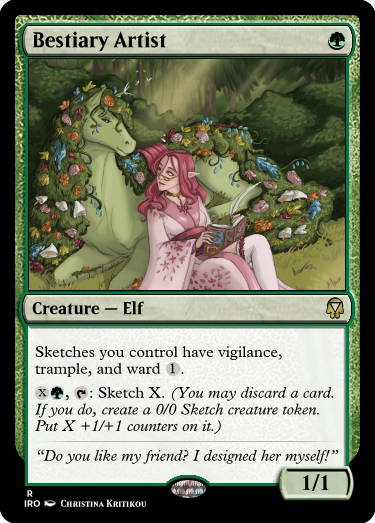 Bestiary Artist
Creature — Elf
Sketches you control have vigilance,
trample, and ward 1.
X, : Sketch X. (You may discard a card.
If you do, create a 0/0 Sketch creature token.
Put X +1/+1 counters on it.)
“Do you like my friend? I designed her myself!”
1/1
R
IRO Christina Kritikou